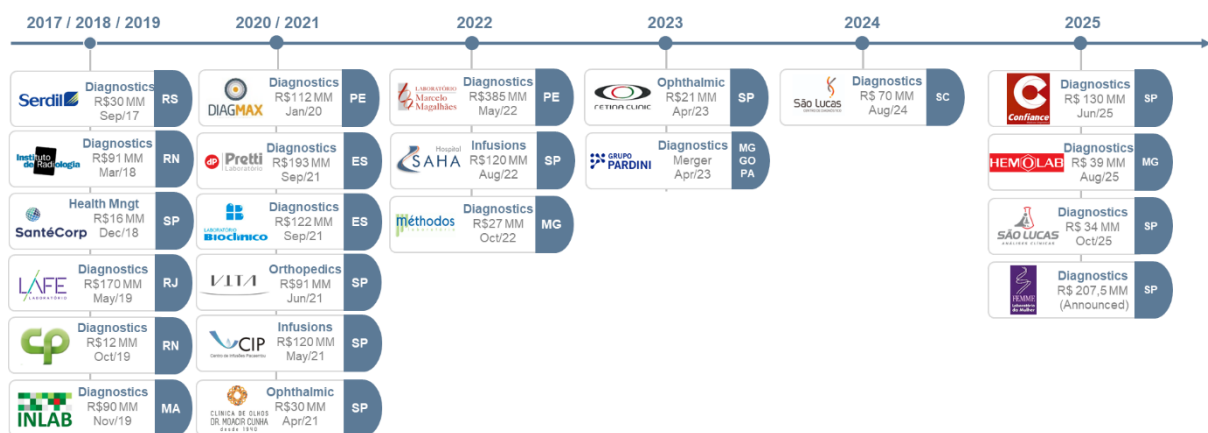 2017 / 2018 / 2019
2020 / 2021
2022
2023
2024
2025
Serdil
Diagnostics
R$30 MM
Sep/17
RS
Instituto
de Radiologia
Diagnostics
R$91 MM
Mar/18
RN
SantéCorp
Health Mngt
R$16 MM
Dec/18
SP
LAFE
LABORATÓRIO
Diagnostics
R$170 MM
May/19
RJ
cp
Diagnostics
R$12 MM
Oct/19
RN
INLAB
Diagnostics
R$90 MM
Nov/19
MA
DIAGMAX
Diagnostics
R$112 MM
Jan/20
PE
dP Pretti
Laboratório
Diagnostics
R$193 MM
Sep/21
ES
LABORATÓRIO
Bioclínico
Diagnostics
R$122 MM
Sep/21
ES
VITA
Orthopedics
R$91 MM
Jun/21
SP
CIP
Centro de Infusões Pacaembu
Infusions
R$120 MM
May/21
SP
CLÍNICA DE OLHOS
DR. MOACIR CUNHA
desde 1940
Ophthalmic
R$30 MM
Apr/21
SP
LABORATÓRIO
Marcelo
Magalhães
Diagnostics
R$385 MM
May/22
PE
Hospital
SAHA
Infusions
R$120 MM
Aug/22
SP
méthodos
Diagnostics
R$27 MM
Oct/22
MG
RETINA CLINIC
Ophthalmic
R$21 MM
Apr/23
SP
GRUPO
PARDINI
Diagnostics
Merger
Apr/23
MG
GO
PA
São Lucas
Diagnostics
R$ 70 MM
Aug/24
SC
Confiance
Diagnostics
R$ 130 MM
Jun/25
SP
HEMOLAB
Diagnostics
R$ 39 MM
Aug/25
MG
SÃO LUCAS
ANÁLISES CLÍNICAS
Diagnostics
R$ 34 MM
Oct/25
SP
FEMME
Laboratório
da Mulher
Diagnostics
R$ 207,5 MM
(Announced)
SP